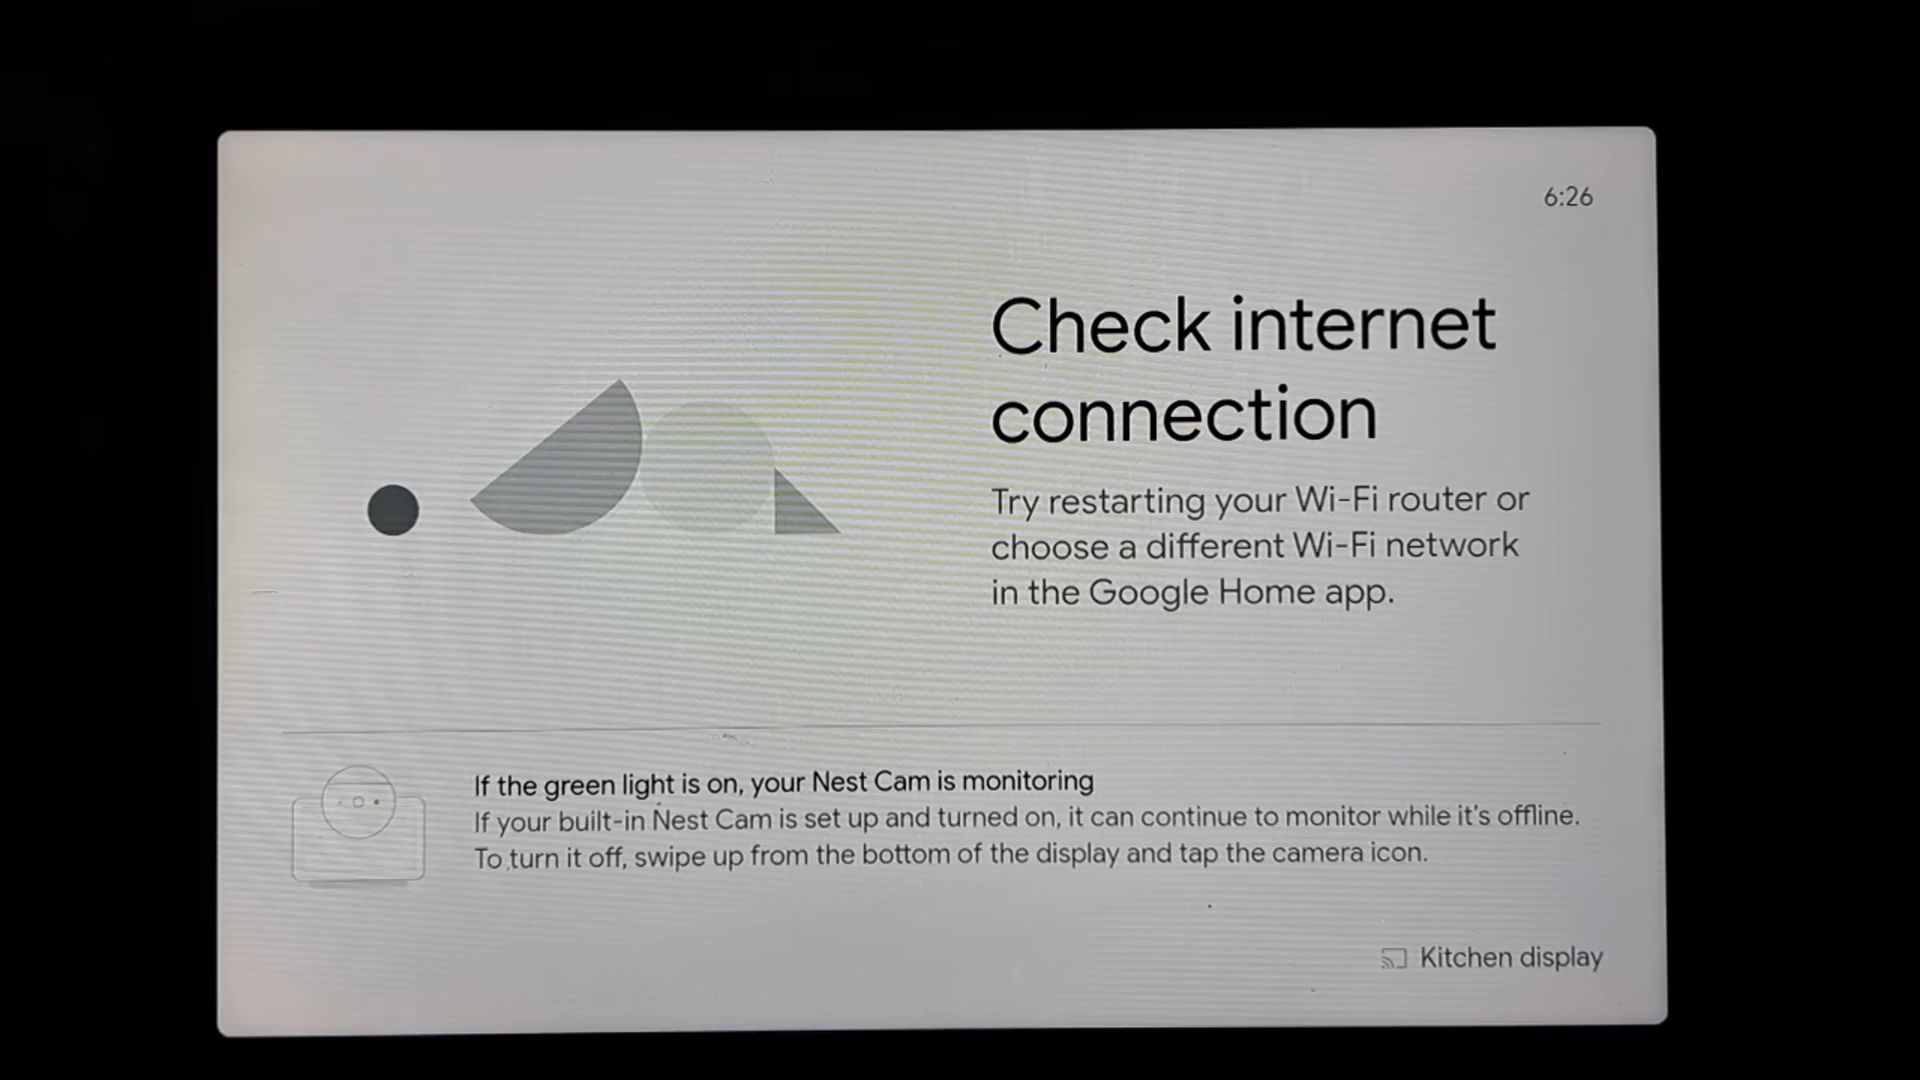 6:26
Check internet
connection
Try restarting your Wi-Fi router or
choose a different Wi-Fi network
in the Google Home app.
If the green light is on, your Nest Cam is monitoring
If your built-in Nest Cam is set up and turned on, it can continue to monitor while it's offline.
To turn it off, swipe up from the bottom of the display and tap the camera icon.
Kitchen display